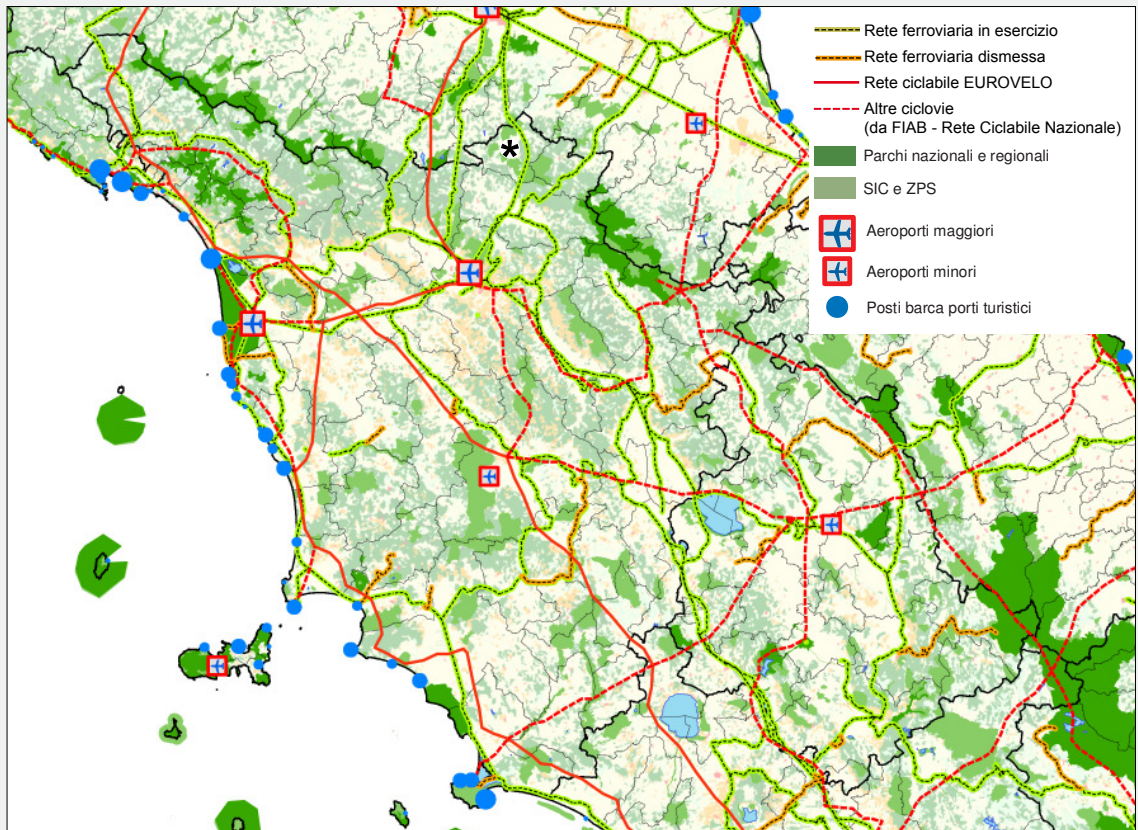 Rete ferroviaria in esercizio
Rete ferroviaria dismessa
Rete ciclabile EUROVELO
Altre ciclovie
(da FIAB - Rete Ciclabile Nazionale)
Parchi nazionali e regionali
SIC e ZPS
Aeroporti maggiori
Aeroporti minori
Posti barca porti turistici
*